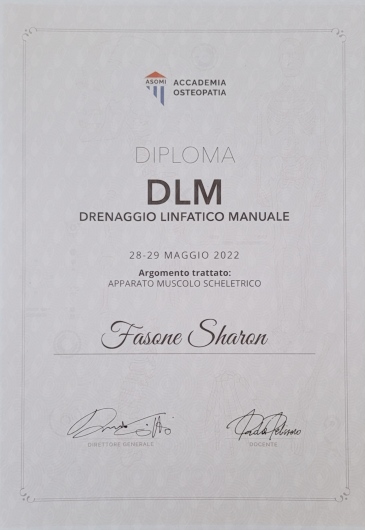 ASOMI
ACCADEMIA
OSTEOPATIA
DIPLOMA
DLM
DRENAGGIO LINFATICO MANUALE
28-29 MAGGIO 2022
Argomento trattato:
APPARATO MUSCOLO SCHELETRICO
Fasone Sharon
DIRETTORE GENERALE
DOCENTE